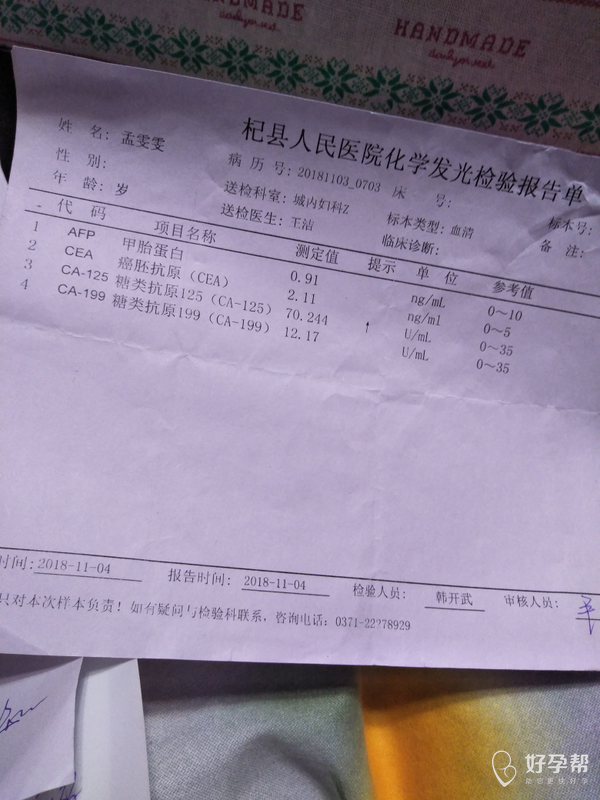 HANDMADE
HANDMADE
杞县人民医院化学发光检验报告单
姓 名: 孟雯雯 病 历 号: 20181103_0703 床 号: 标本号:
性 别: 送检科室: 城内妇科Z 标本类型: 血清 备 注:
年 龄: 岁 送检医生: 王洁 临床诊断:
代 码 项目名称 测定值 提示 单 位 参考值
1 AFP 甲胎蛋白 0.91 ng/mL 0~10
2 CEA 癌胚抗原(CEA) 2.11 ng/ml 0~5
3 CA-125 糖类抗原125(CA-125) 70.244 ↑ U/mL 0~35
4 CA-199 糖类抗原199(CA-199) 12.17 U/mL 0~35
时间: 2018-11-04 报告时间: 2018-11-04 检验人员: 韩开武 审核人员:
只对本次样本负责! 如有疑问与检验科联系, 咨询电话: 0371-22278929
好孕帮